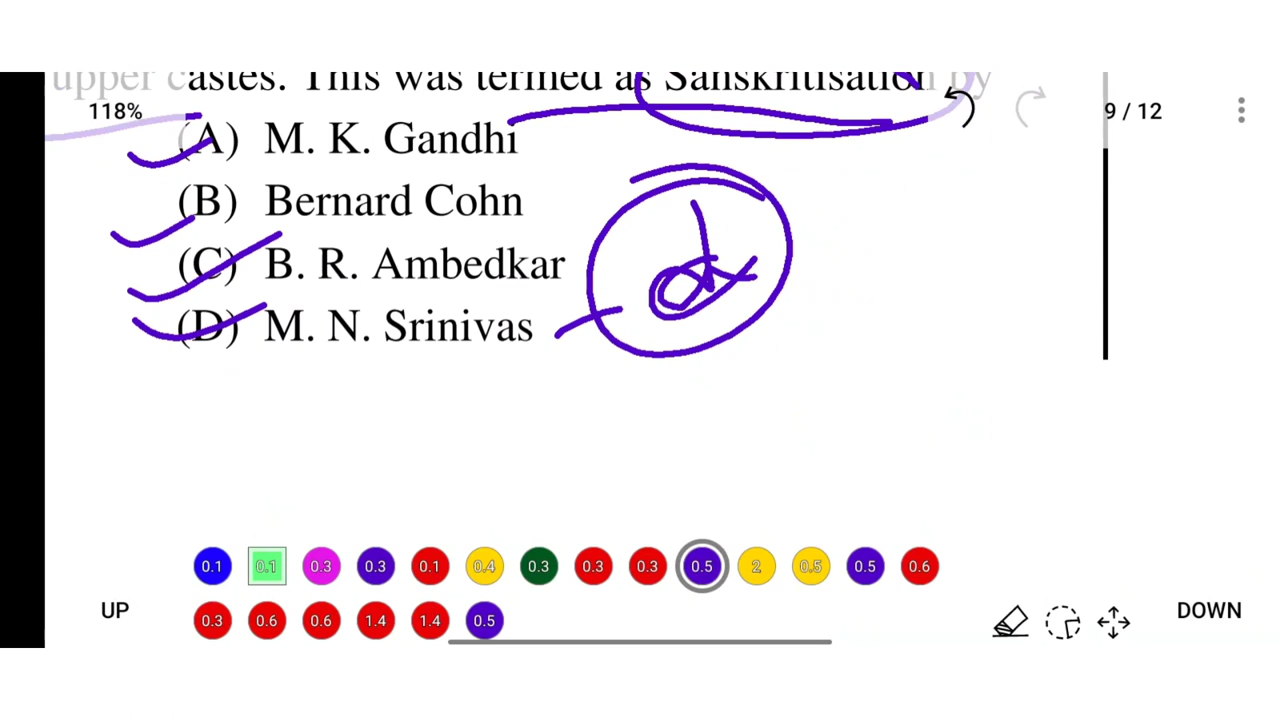 upper castes. This was termed as Sanskritisation by
118%
9 / 12
(A) M. K. Gandhi
(B) Bernard Cohn
(C) B. R. Ambedkar
(D) M. N. Srinivas
d
0.1 0.1 0.3 0.3 0.1 0.4 0.3 0.3 0.3 0.5 2 0.5 0.5 0.6
UP
DOWN
0.3 0.6 0.6 1.4 1.4 0.5